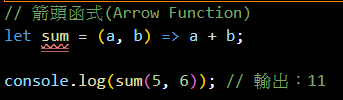 // 箭頭函式(Arrow Function)
let sum = (a, b) => a + b;
console.log(sum(5, 6)); // 輸出：11